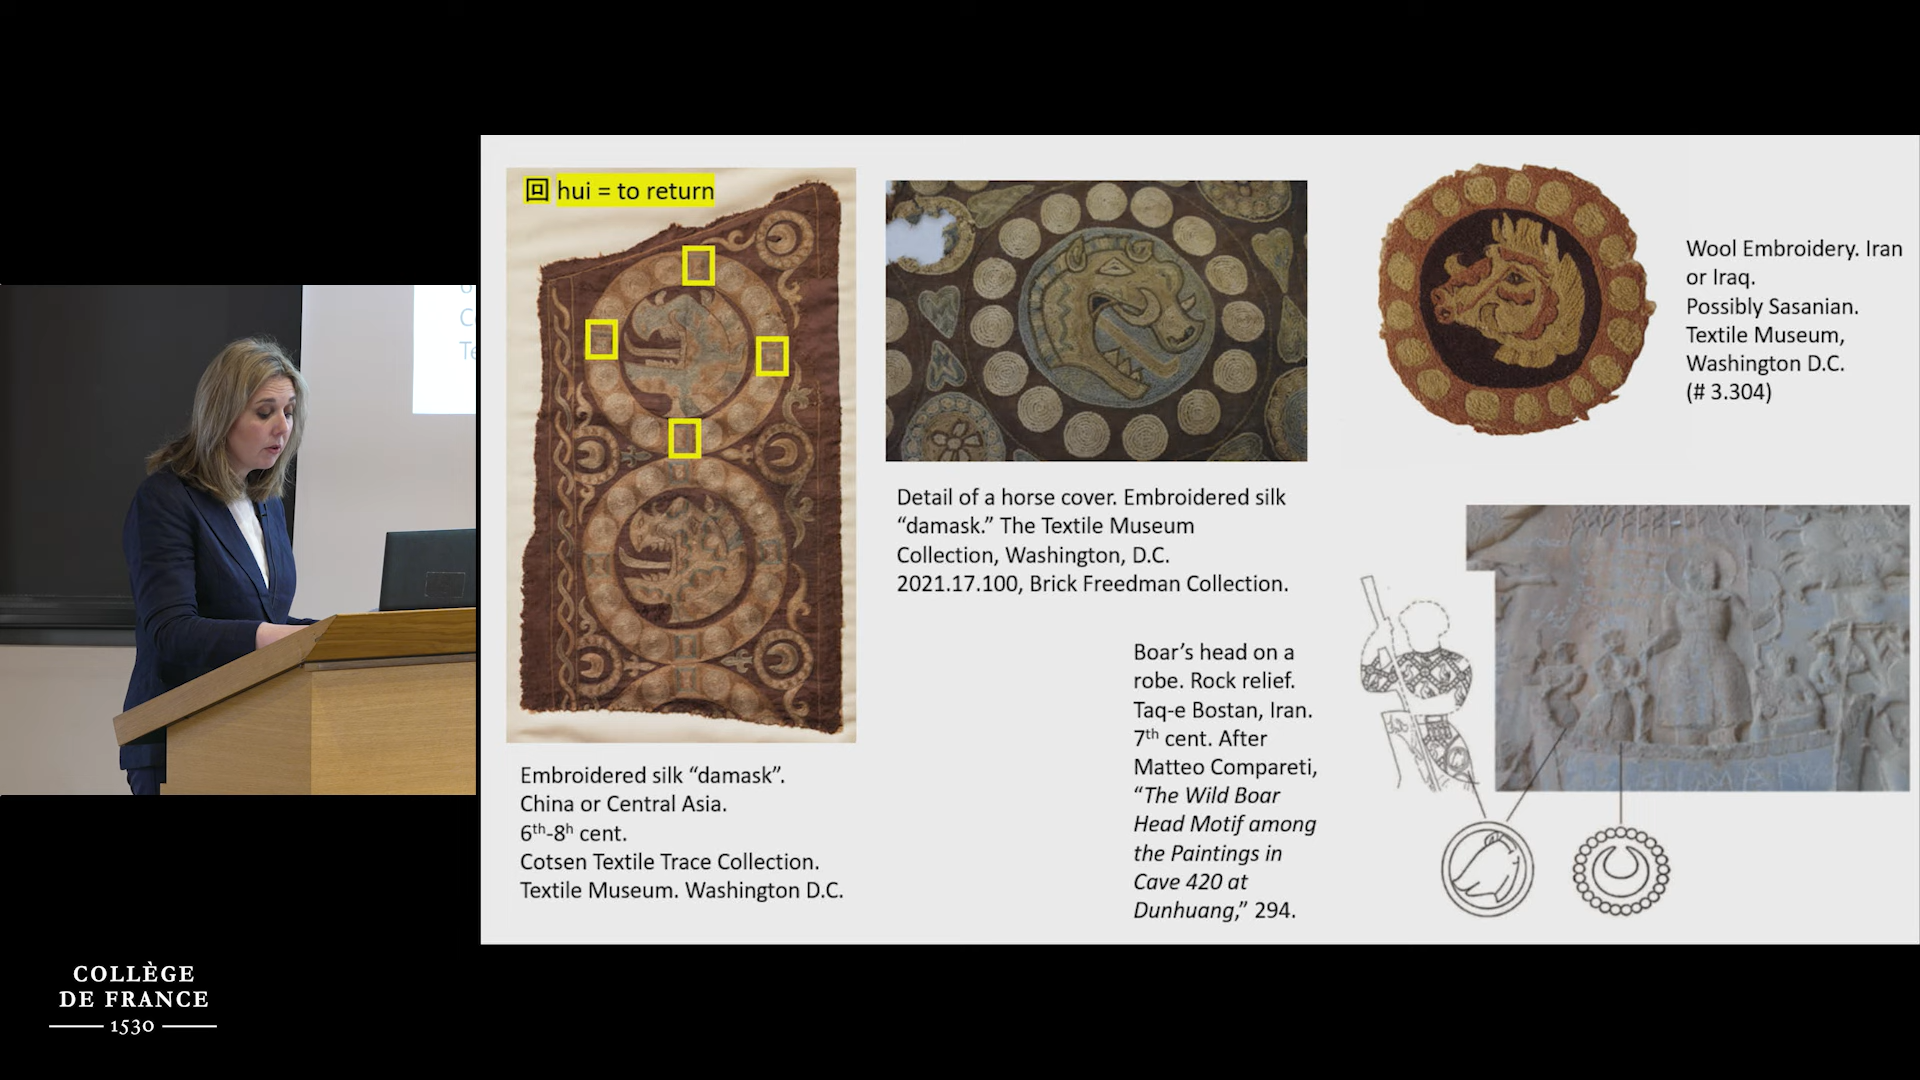 回 hui = to return
Embroidered silk “damask”.
China or Central Asia.
6th-8h cent.
Cotsen Textile Trace Collection.
Textile Museum. Washington D.C.
Detail of a horse cover. Embroidered silk
“damask.” The Textile Museum
Collection, Washington, D.C.
2021.17.100, Brick Freedman Collection.
Wool Embroidery. Iran
or Iraq.
Possibly Sasanian.
Textile Museum,
Washington D.C.
(# 3.304)
Boar’s head on a
robe. Rock relief.
Taq-e Bostan, Iran.
7th cent. After
Matteo Compareti,
“The Wild Boar
Head Motif among
the Paintings in
Cave 420 at
Dunhuang,” 294.
COLLÈGE
DE FRANCE
1530